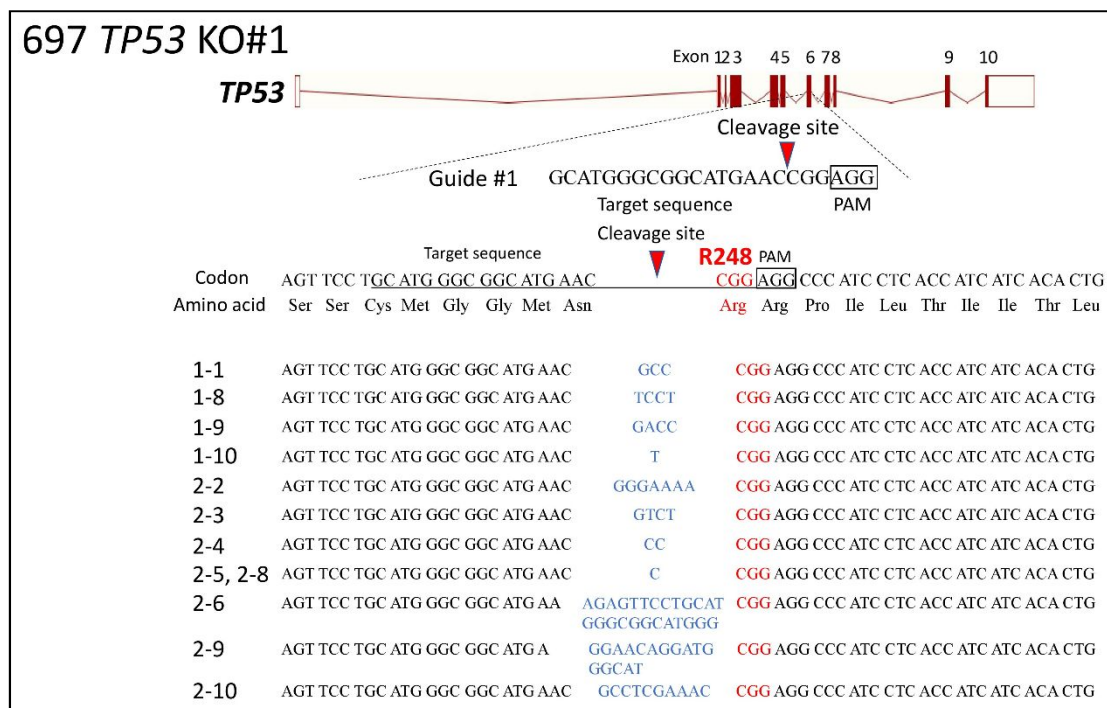 697 TP53 KO#1
Exon 12 3 45 6 78 9 10
TP53
Cleavage site
Guide #1 GCATGGGCGGCATGAACCGGAGG
Target sequence PAM
Cleavage site
Target sequence R248 PAM
Codon AGT TCC TGC ATG GGC GGC ATG AAC CGG AGG CCC ATC CTC ACC ATC ATC ACA CTG
Amino acid Ser Ser Cys Met Gly Gly Met Asn Arg Arg Pro Ile Leu Thr Ile Ile Thr Leu
1-1 AGT TCC TGC ATG GGC GGC ATG AAC GCC CGG AGG CCC ATC CTC ACC ATC ATC ACA CTG
1-8 AGT TCC TGC ATG GGC GGC ATG AAC TCCT CGG AGG CCC ATC CTC ACC ATC ATC ACA CTG
1-9 AGT TCC TGC ATG GGC GGC ATG AAC GACC CGG AGG CCC ATC CTC ACC ATC ATC ACA CTG
1-10 AGT TCC TGC ATG GGC GGC ATG AAC T CGG AGG CCC ATC CTC ACC ATC ATC ACA CTG
2-2 AGT TCC TGC ATG GGC GGC ATG AAC GGGAAAA CGG AGG CCC ATC CTC ACC ATC ATC ACA CTG
2-3 AGT TCC TGC ATG GGC GGC ATG AAC GTCT CGG AGG CCC ATC CTC ACC ATC ATC ACA CTG
2-4 AGT TCC TGC ATG GGC GGC ATG AAC CC CGG AGG CCC ATC CTC ACC ATC ATC ACA CTG
2-5, 2-8 AGT TCC TGC ATG GGC GGC ATG AAC C CGG AGG CCC ATC CTC ACC ATC ATC ACA CTG
2-6 AGT TCC TGC ATG GGC GGC ATG AA AGAGTTCCTGCAT CGG AGG CCC ATC CTC ACC ATC ATC ACA CTG
GGGCGGCATGGG
2-9 AGT TCC TGC ATG GGC GGC ATG A GGAACAGGATG CGG AGG CCC ATC CTC ACC ATC ATC ACA CTG
GGCAT
2-10 AGT TCC TGC ATG GGC GGC ATG AAC GCCTCGAAAC CGG AGG CCC ATC CTC ACC ATC ATC ACA CTG